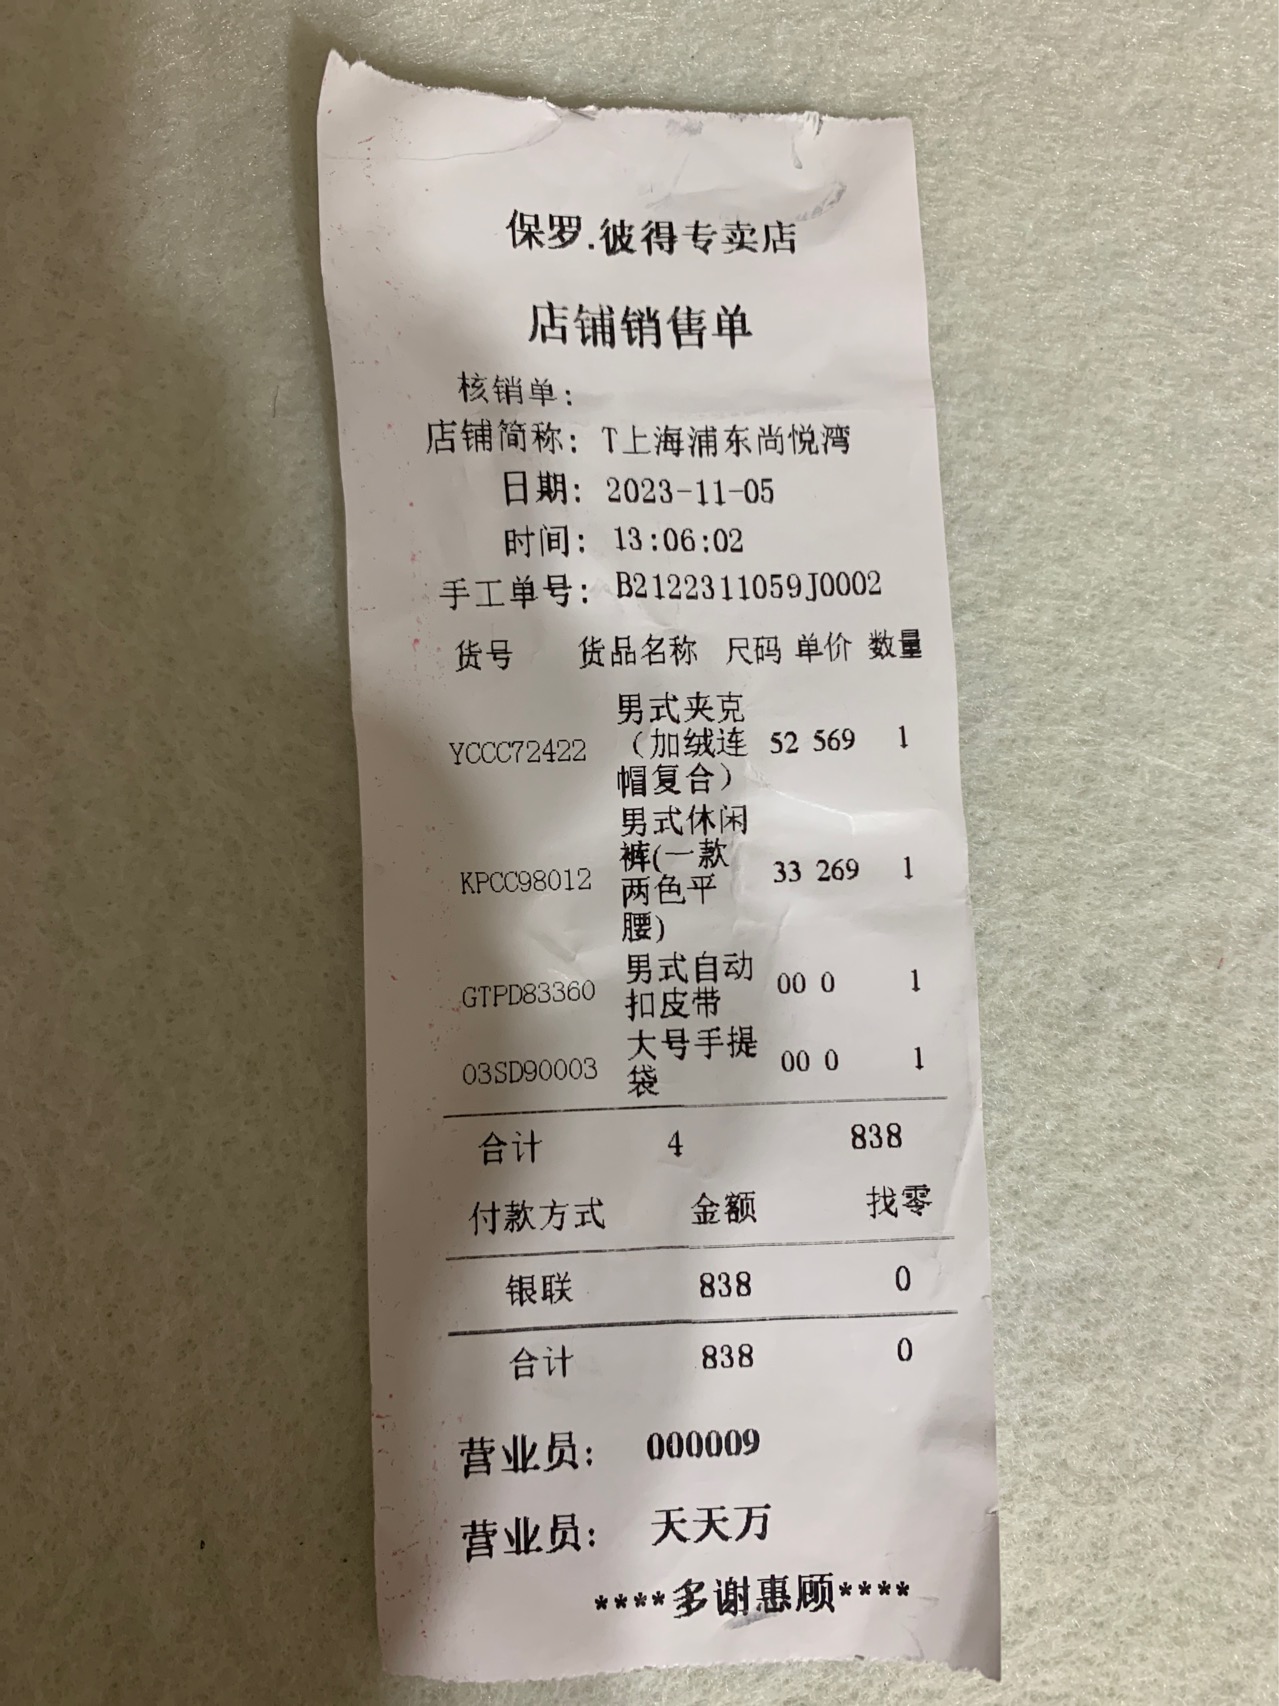 保罗.彼得专卖店
店铺销售单
核销单：
店铺简称： T上海浦东尚悦湾
日期： 2023-11-05
时间： 13:06:02
手工单号： B2122311059J0002
货号 货品名称 尺码 单价 数量
男式夹克
YCCC72422 （加绒连 52 569 1
帽复合）
男式休闲
裤(一款
KPCC98012 两色平 33 269 1
腰)
男式自动
GTPD83360 扣皮带 00 0 1
大号手提
03SD90003 袋 00 0 1
合计 4 838
付款方式 金额 找零
银联 838 0
合计 838 0
营业员： 000009
营业员： 天天万
****多谢惠顾****